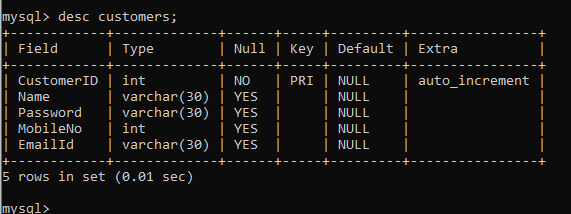 mysql> desc customers;
+------------+-------------+------+-----+---------+----------------+
| Field      | Type        | Null | Key | Default | Extra          |
+------------+-------------+------+-----+---------+----------------+
| CustomerID | int         | NO   | PRI | NULL    | auto_increment |
| Name       | varchar(30) | YES  |     | NULL    |                |
| Password   | varchar(30) | YES  |     | NULL    |                |
| MobileNo   | int         | YES  |     | NULL    |                |
| EmailId    | varchar(30) | YES  |     | NULL    |                |
+------------+-------------+------+-----+---------+----------------+
5 rows in set (0.01 sec)
mysql>